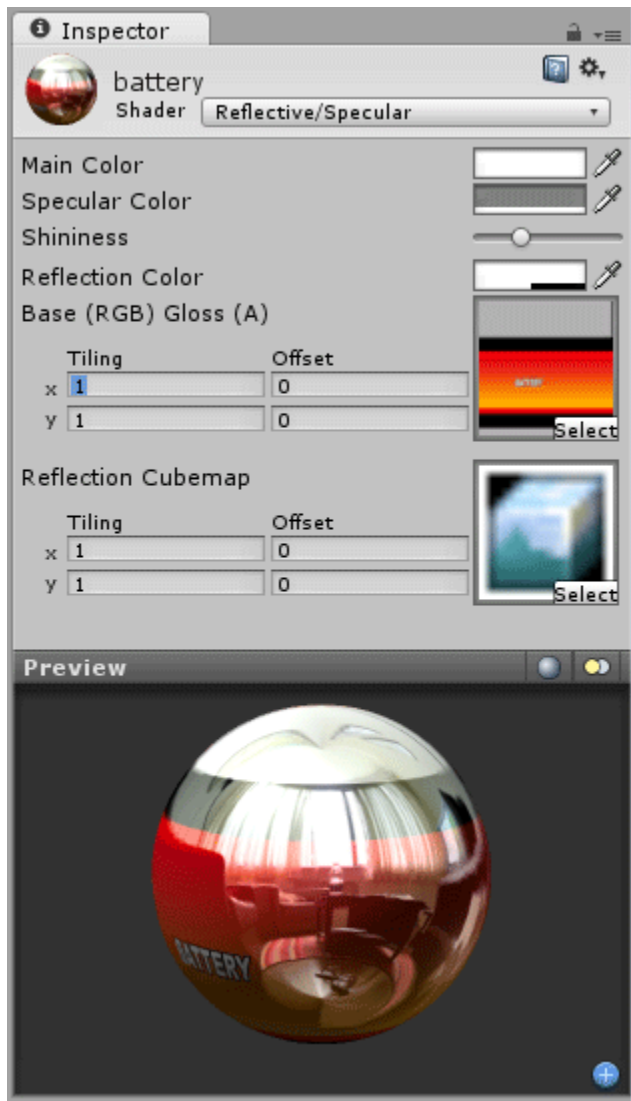 Inspector
battery
Shader Reflective/Specular
Main Color
Specular Color
Shininess
Reflection Color
Base (RGB) Gloss (A)
Tiling Offset
x 1 0
y 1 0
BATTERY
Select
Reflection Cubemap
Tiling Offset
x 1 0
y 1 0
Select
Preview
BATTERY